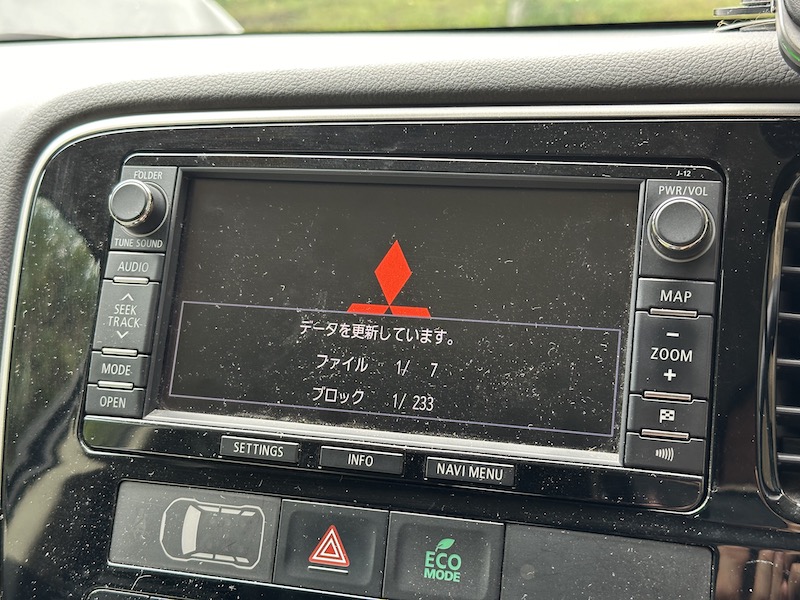 J-12
FOLDER
TUNE SOUND
AUDIO
SEEK
TRACK
MODE
OPEN
データを更新しています。
ファイル 1/ 7
ブロック 1/ 233
PWR/VOL
MAP
ZOOM
SETTINGS
INFO
NAVI MENU
ECO
MODE